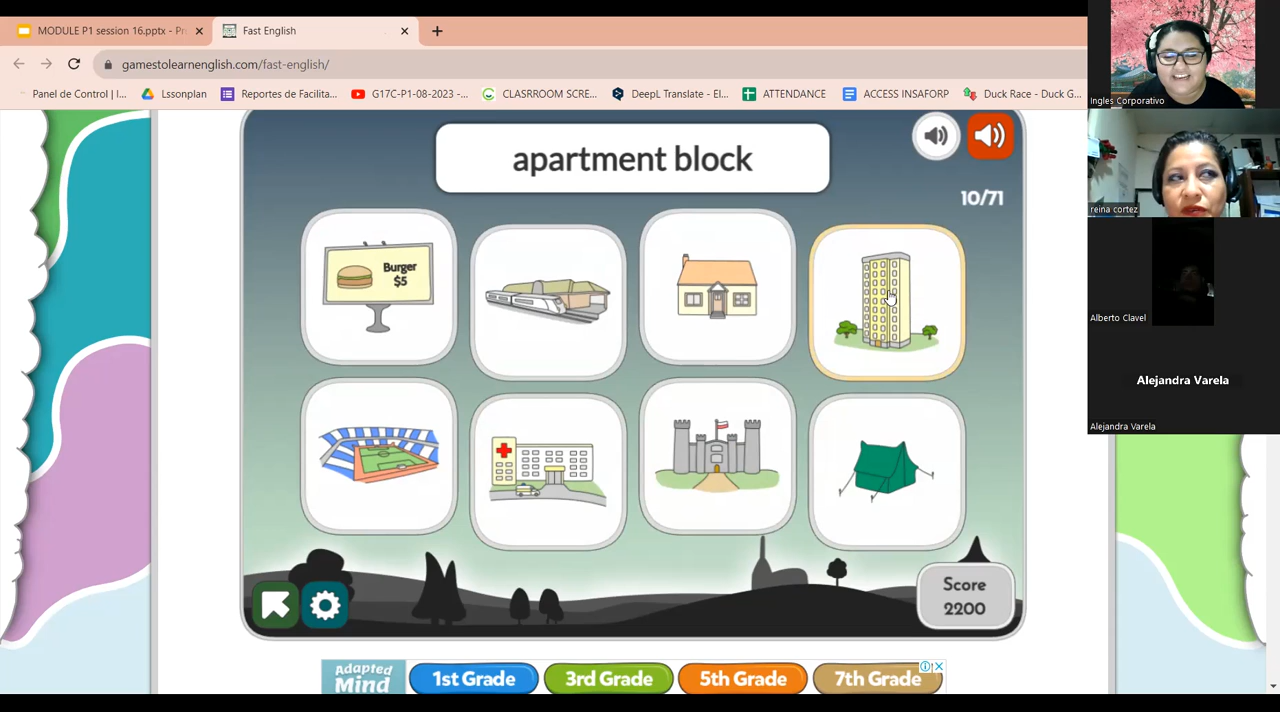 MODULE P1 session 16.pptx - Pr
Fast English
gamestolearnenglish.com/fast-english/
Panel de Control | I...
Lssonplan
Reportes de Facilita...
G17C-P1-08-2023 -...
CLASRROOM SCRE...
DeepL Translate - El...
ATTENDANCE
ACCESS INSAFORP
Duck Race - Duck G...
Ingles Corporativo
reina cortez
Alberto Clavel
Alejandra Varela
Alejandra Varela
apartment block
10/71
Burger
$5
Score
2200
Adapted
Mind
1st Grade
3rd Grade
5th Grade
7th Grade